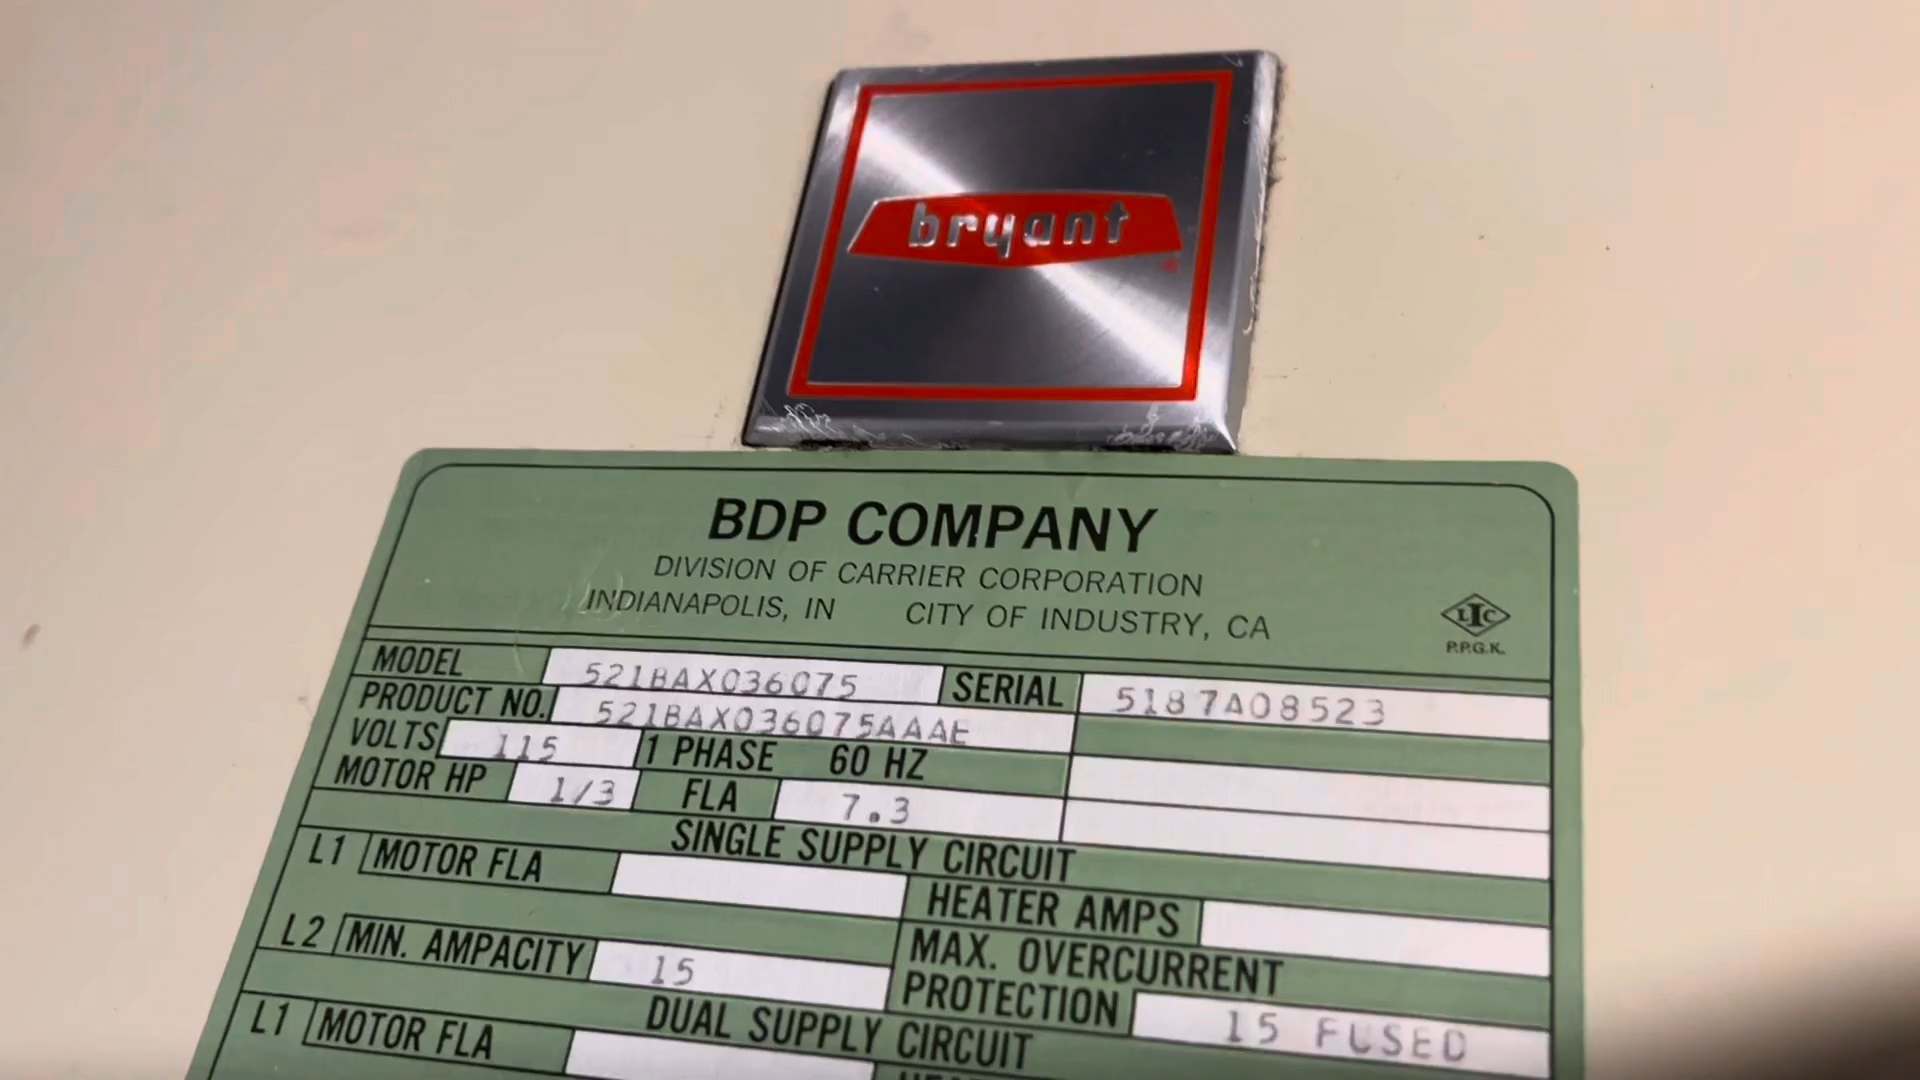 bryant
BDP COMPANY
DIVISION OF CARRIER CORPORATION
INDIANAPOLIS, IN CITY OF INDUSTRY, CA
LIC
P.P.G.K.
MODEL 521BAX036075 SERIAL 5187A08523
PRODUCT NO. 521BAX036075AAAE
VOLTS 115 1 PHASE 60 HZ
MOTOR HP 1/3 FLA 7.3
SINGLE SUPPLY CIRCUIT
L1 MOTOR FLA HEATER AMPS
L2 MIN. AMPACITY 15 MAX. OVERCURRENT PROTECTION 15 FUSED
DUAL SUPPLY CIRCUIT
L1 MOTOR FLA